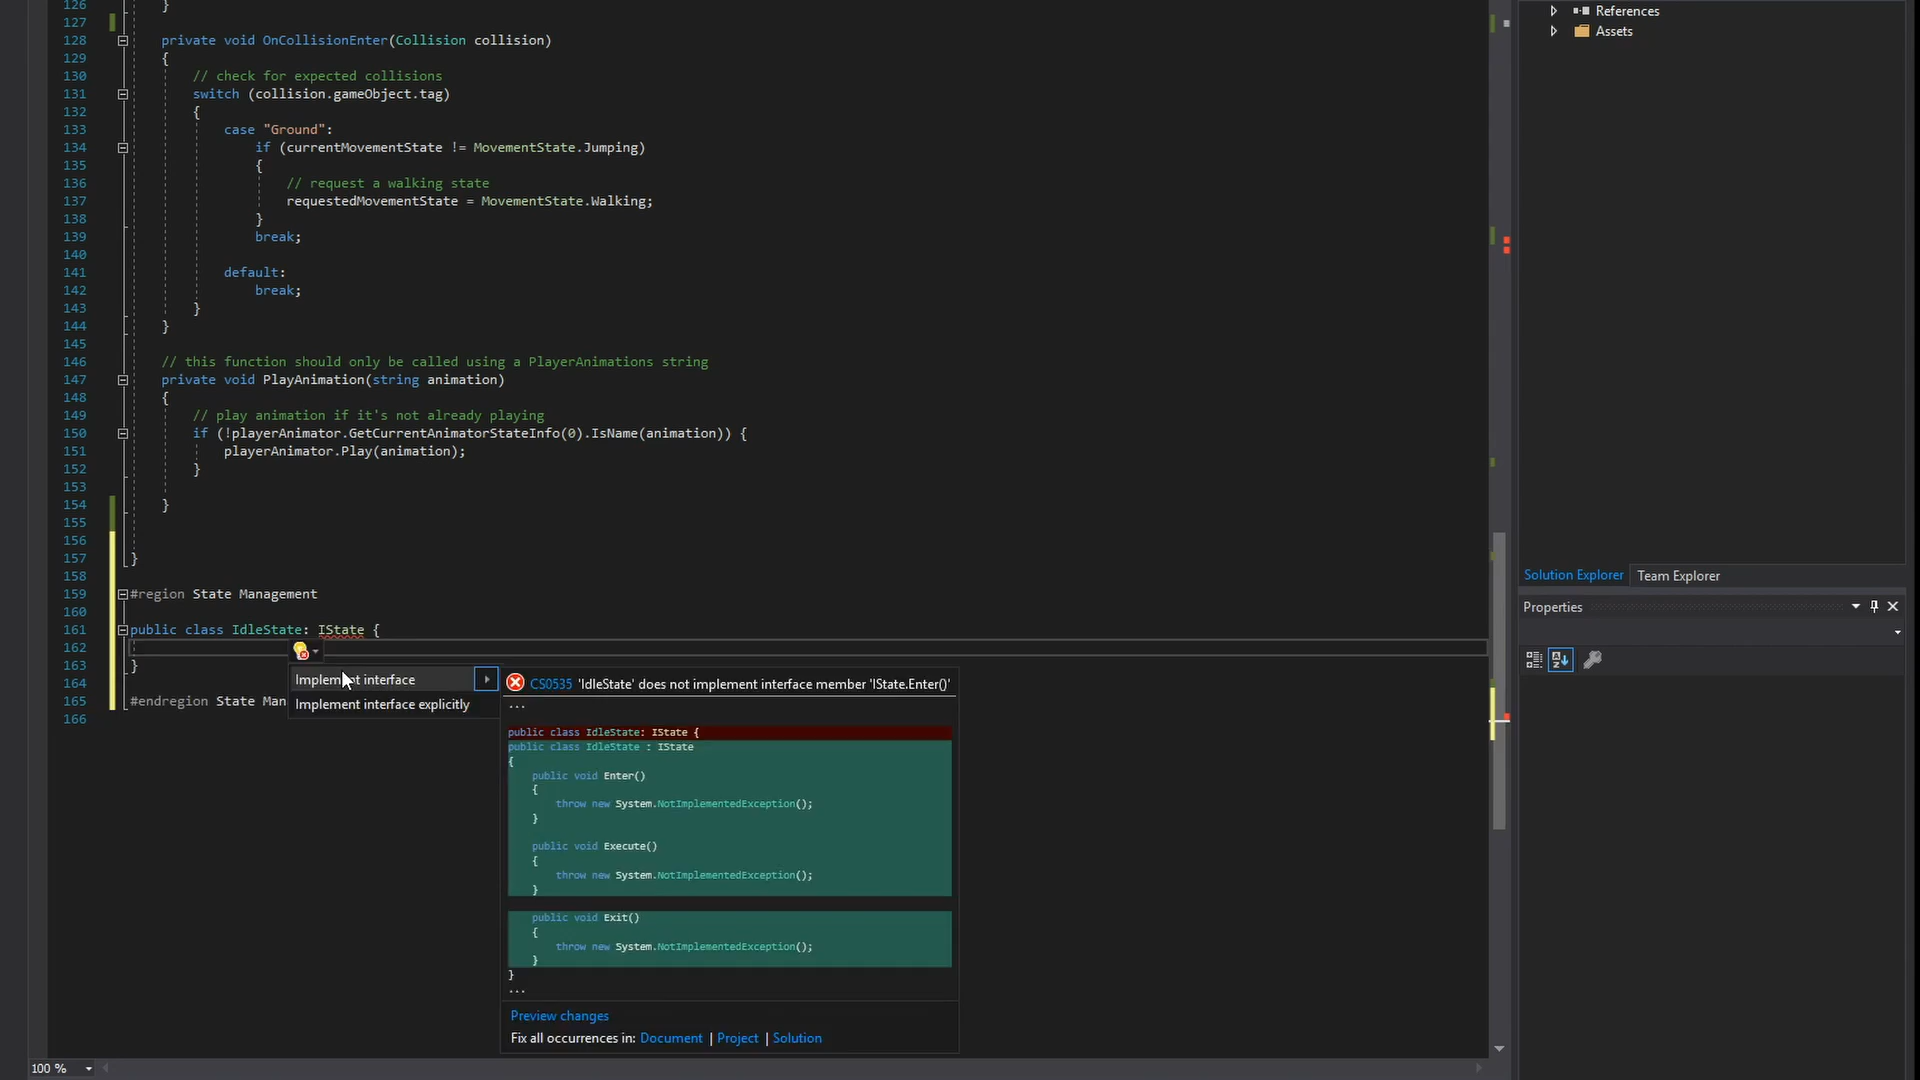 126 }
127
128 private void OnCollisionEnter(Collision collision)
129 {
130 // check for expected collisions
131 switch (collision.gameObject.tag)
132 {
133 case "Ground":
134 if (currentMovementState != MovementState.Jumping)
135 {
136 // request a walking state
137 requestedMovementState = MovementState.Walking;
138 }
139 break;
140
141 default:
142 break;
143 }
144 }
145
146 // this function should only be called using a PlayerAnimations string
147 private void PlayAnimation(string animation)
148 {
149 // play animation if it's not already playing
150 if (!playerAnimator.GetCurrentAnimatorStateInfo(0).IsName(animation)) {
151 playerAnimator.Play(animation);
152 }
153
154 }
155
156
157 }
158
159 #region State Management
160
161 public class IdleState: IState {
162
163 }
164
165 #endregion State Man
166
Implement interface
Implement interface explicitly
CS0535 'IdleState' does not implement interface member 'IState.Enter()'
...
public class IdleState: IState {
public class IdleState : IState
{
public void Enter()
{
throw new System.NotImplementedException();
}
public void Execute()
{
throw new System.NotImplementedException();
}
public void Exit()
{
throw new System.NotImplementedException();
}
}
...
Preview changes
Fix all occurrences in: Document | Project | Solution
100 %
References
Assets
Solution Explorer
Team Explorer
Properties